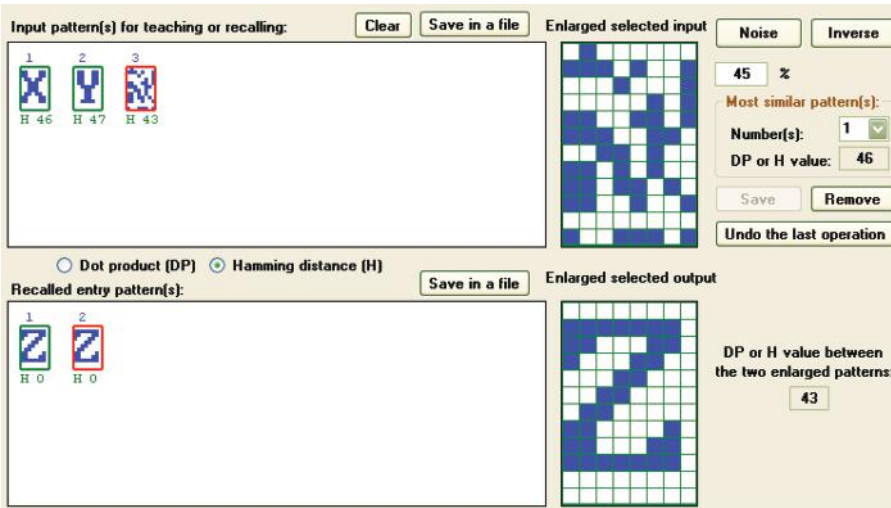 Input pattern(s) for teaching or recalling:
Clear
Save in a file
Enlarged selected input
Noise
Inverse
1 2 3
H 46 H 47 H 43
45 %
Most similar pattern(s):
Number(s): 1
DP or H value: 46
Save
Remove
Undo the last operation
Dot product (DP) Hamming distance (H)
Recalled entry pattern(s):
Save in a file
Enlarged selected output
1 2
H 0 H 0
DP or H value between
the two enlarged patterns:
43